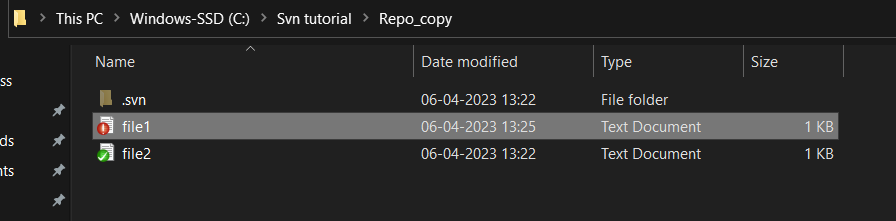 This PC > Windows-SSD (C:) > Svn tutorial > Repo_copy
Name Date modified Type Size
ss
.svn 06-04-2023 13:22 File folder
file1 06-04-2023 13:25 Text Document 1 KB
ds
file2 06-04-2023 13:22 Text Document 1 KB
nts